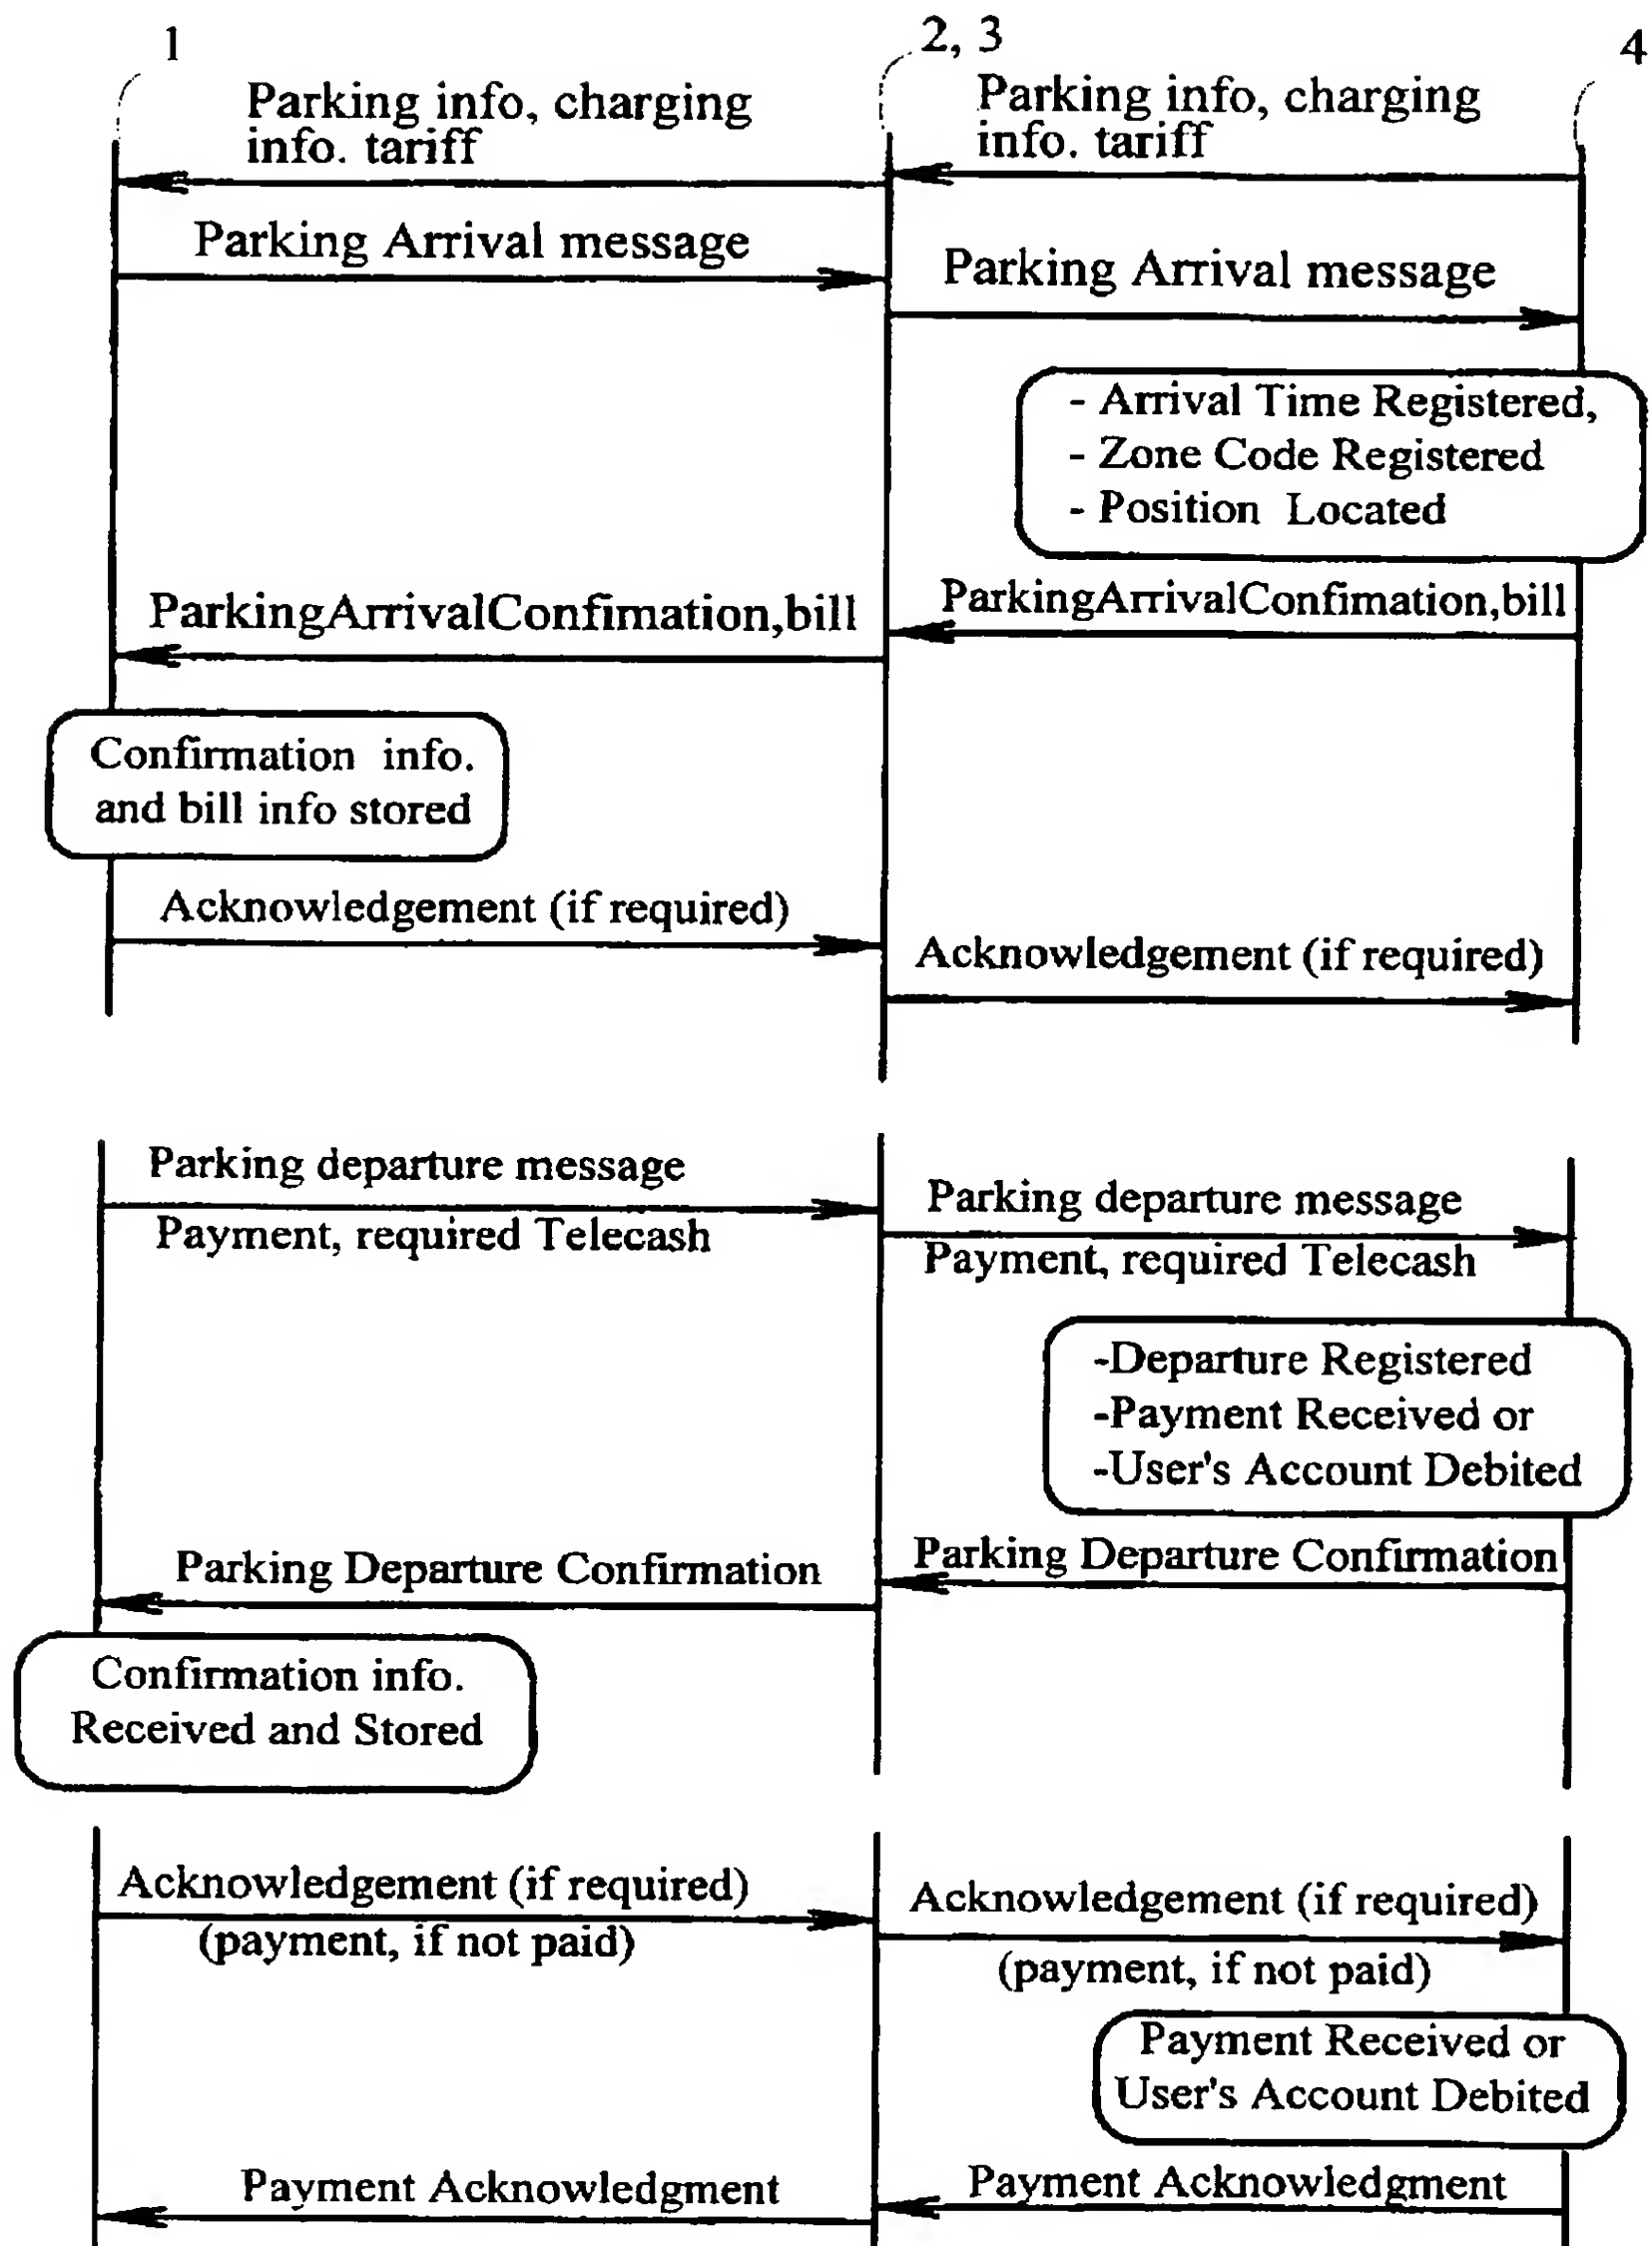 1
2, 3
4
Parking info, charging
info. tariff
Parking info, charging
info. tariff
Parking Arrival message
Parking Arrival message
- Arrival Time Registered,
- Zone Code Registered
- Position Located
ParkingArrivalConfimation,bill
ParkingArrivalConfimation,bill
Confirmation info.
and bill info stored
Acknowledgement (if required)
Acknowledgement (if required)
Parking departure message
Payment, required Telecash
Parking departure message
Payment, required Telecash
-Departure Registered
-Payment Received or
-User's Account Debited
Parking Departure Confirmation
Parking Departure Confirmation
Confirmation info.
Received and Stored
Acknowledgement (if required)
(payment, if not paid)
Acknowledgement (if required)
(payment, if not paid)
Payment Received or
User's Account Debited
Payment Acknowledgment
Payment Acknowledgment